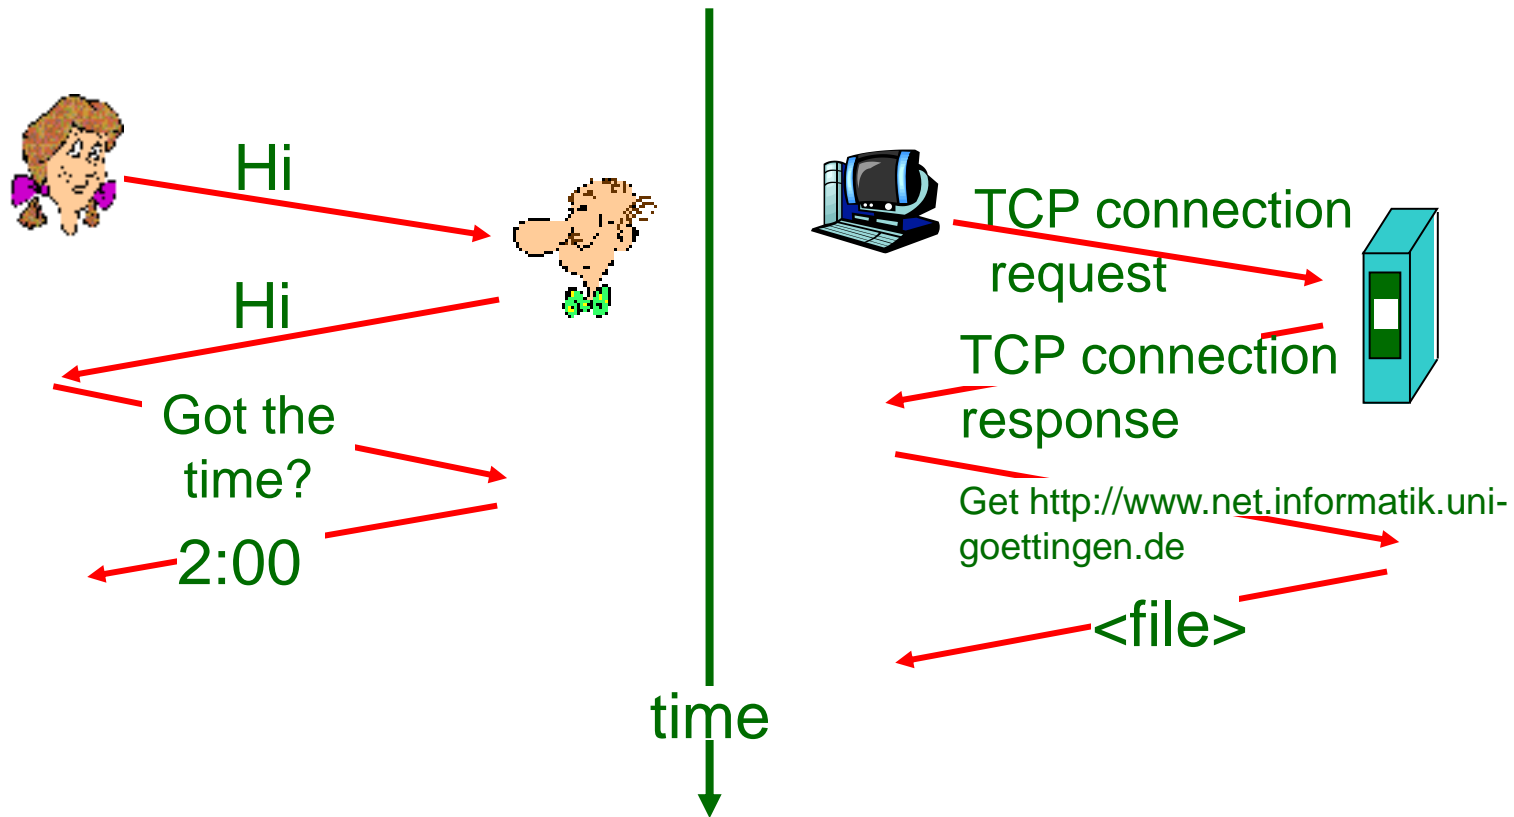 Hi
Hi
Got the
time?
2:00
time
TCP connection
request
TCP connection
response
Get http://www.net.informatik.uni-
goettingen.de
<file>